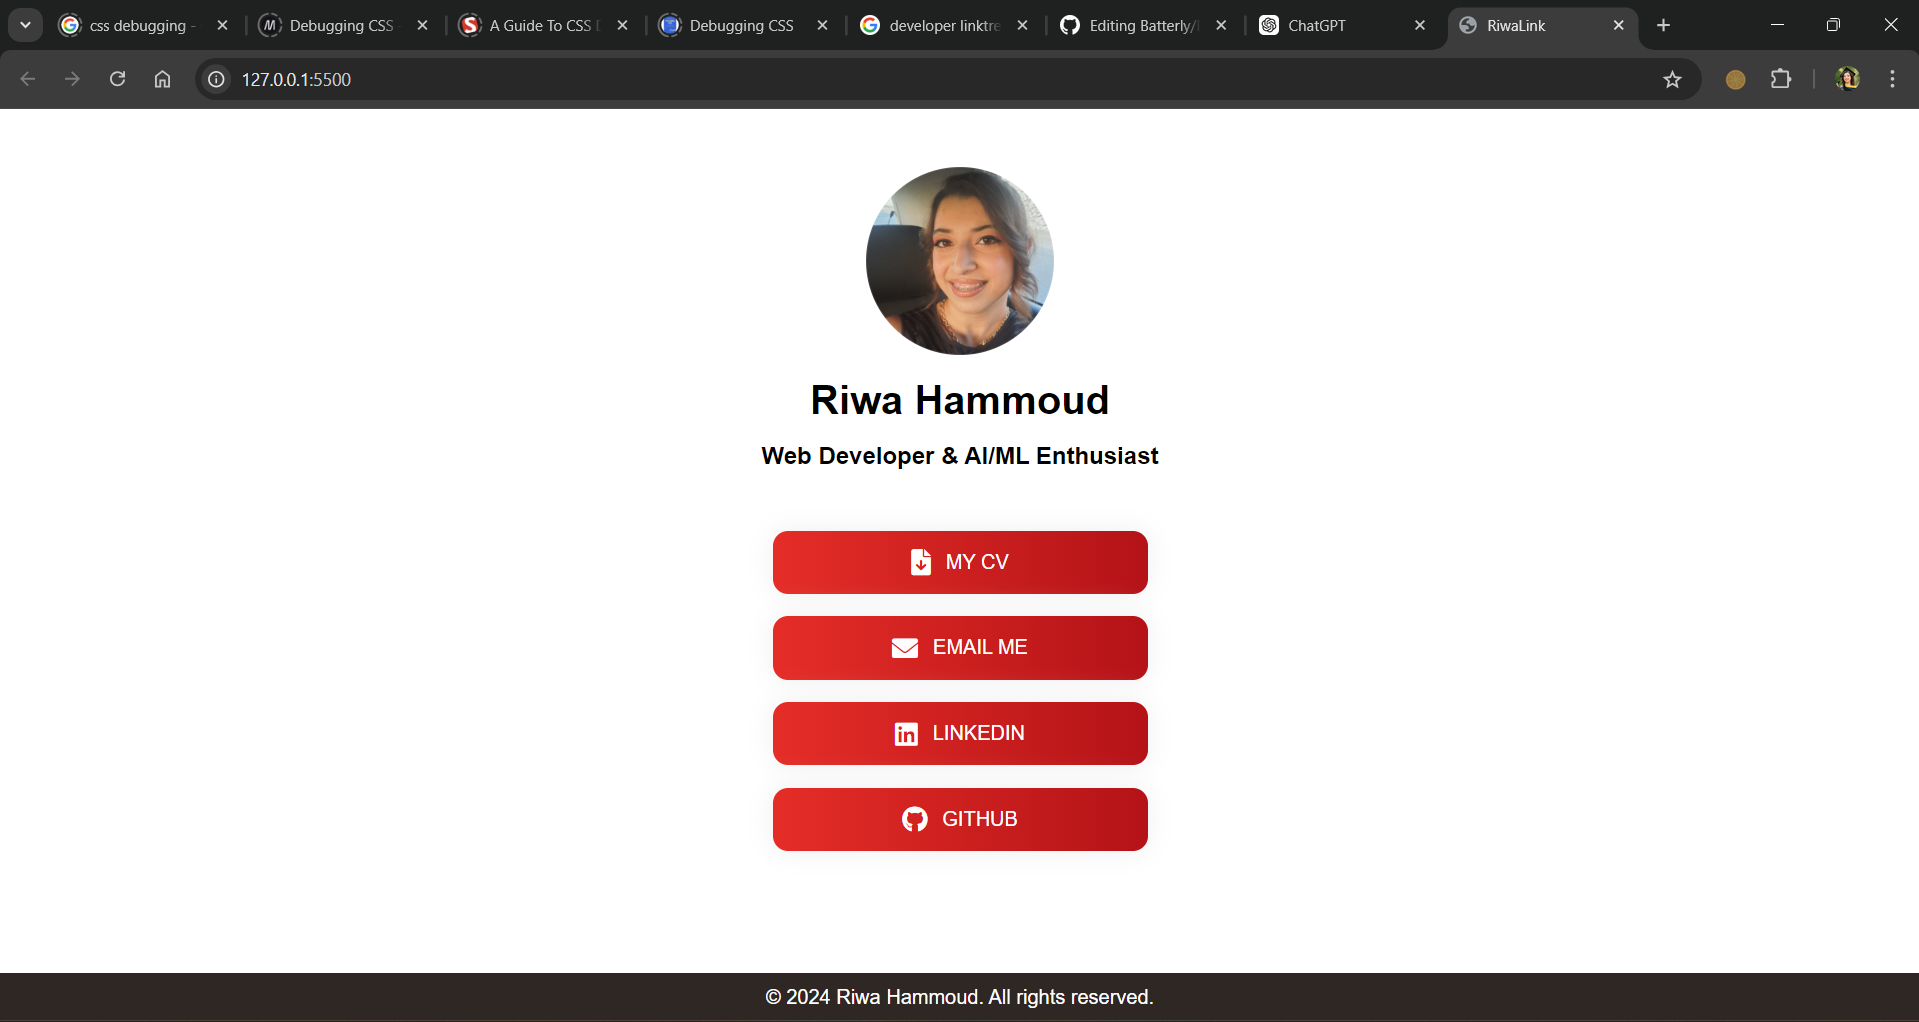 css debugging -
Debugging CSS -
A Guide To CSS
Debugging CSS
developer linktre
Editing Batterly/
ChatGPT
RiwaLink
127.0.0.1:5500
Riwa Hammoud
Web Developer & AI/ML Enthusiast
MY CV
EMAIL ME
in LINKEDIN
GITHUB
© 2024 Riwa Hammoud. All rights reserved.